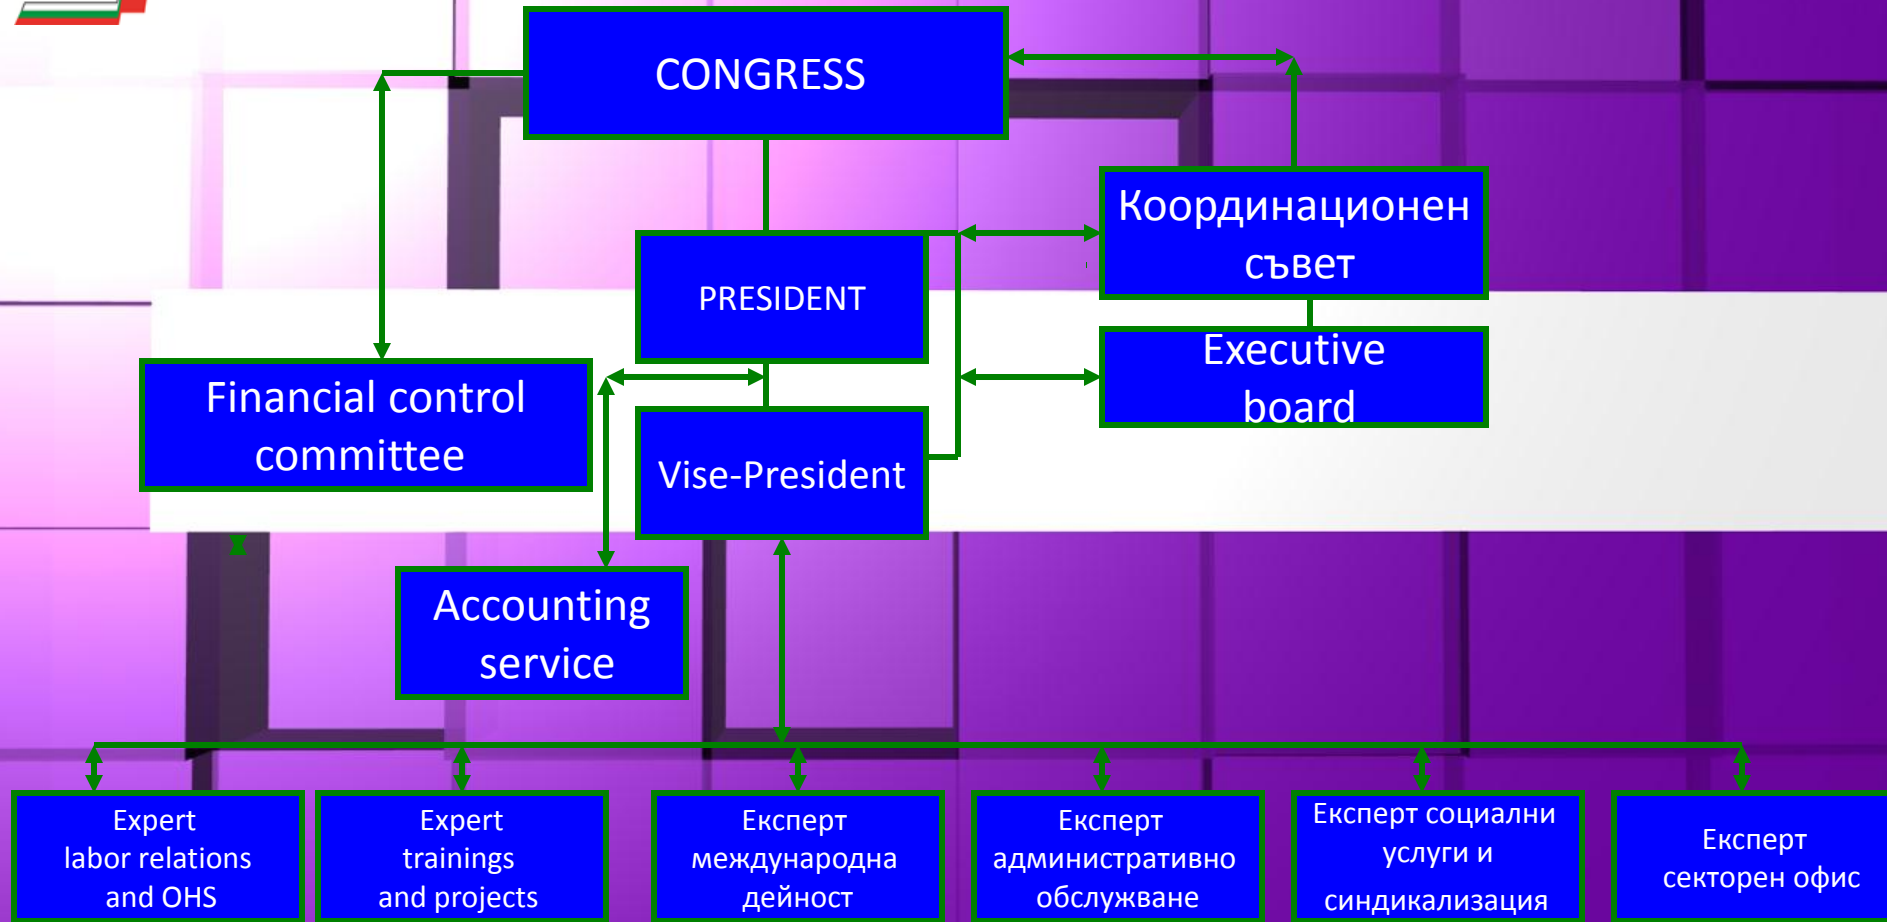 CONGRESS
Координационен
съвет
PRESIDENT
Executive
board
Financial control
committee
Vise-President
Accounting
service
Expert
labor relations
and OHS
Expert
trainings
and projects
Експерт
международна
дейност
Експерт
административно
обслужване
Експерт социални
услуги и
синдикализация
Експерт
секторен офис